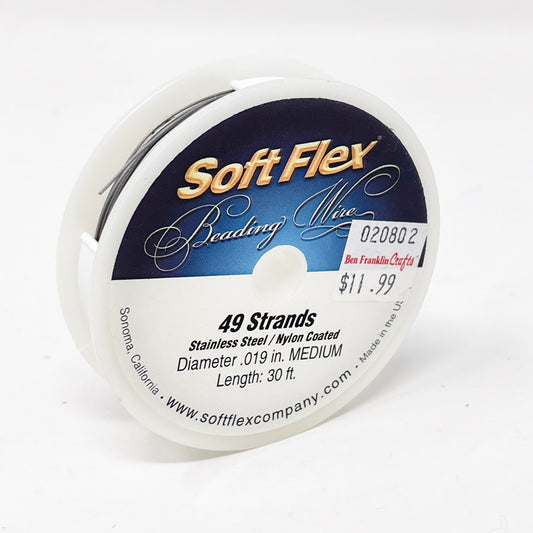 Soft Flex®
Beading Wire
020802
Ben Franklin Crafts
$11.99
49 Strands
Stainless Steel / Nylon Coated
Diameter .019 in. MEDIUM
Length: 30 ft.
Sonoma, California • www.softflexcompany.com • Made in the